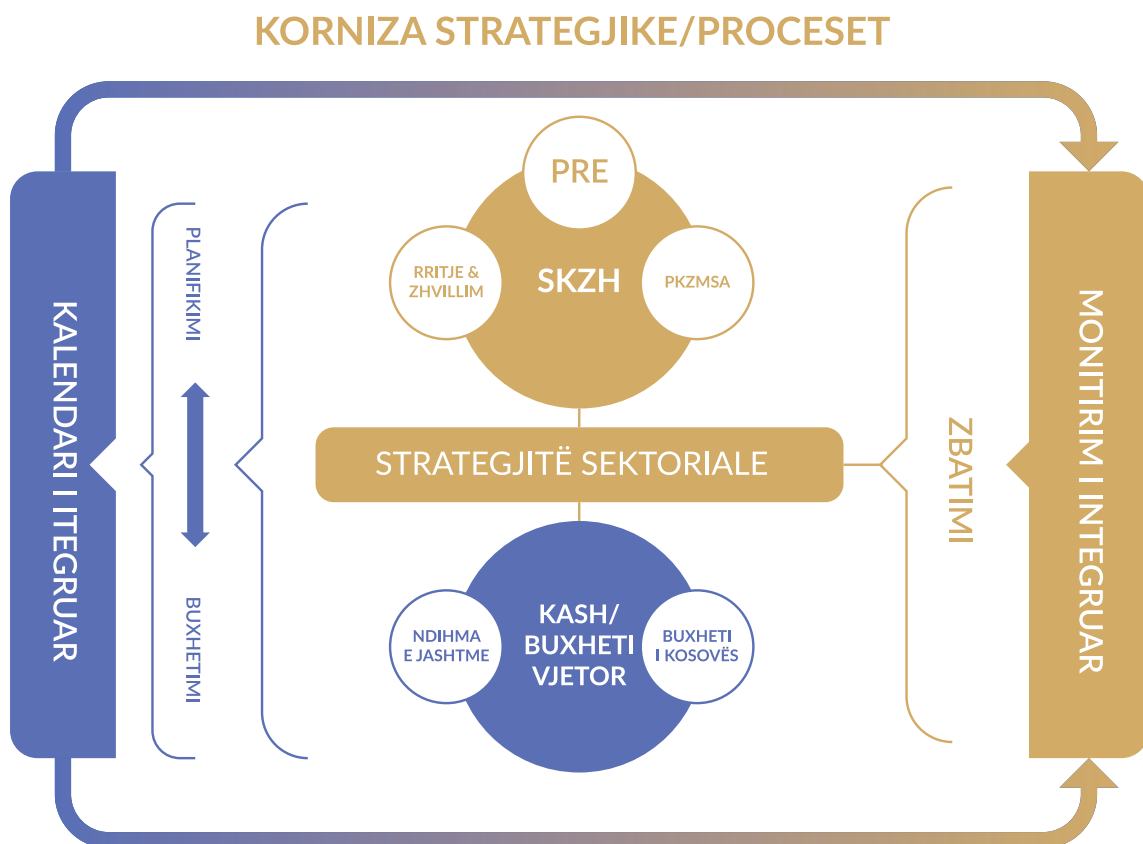 KORNIZA STRATEGJIKE/PROCESET
KALENDARI I ITEGRUAR
PLANIFIKIMI
BUXHETIMI
PRE
RRITJE &
ZHVILLIM
SKZH
PKZMSA
STRATEGJITË SEKTORIALE
NDIHMA
E JASHTME
KASH/
BUXHETI
VJETOR
BUXHETI
I KOSOVËS
ZBATIMI
MONITIRIM I INTEGRUAR